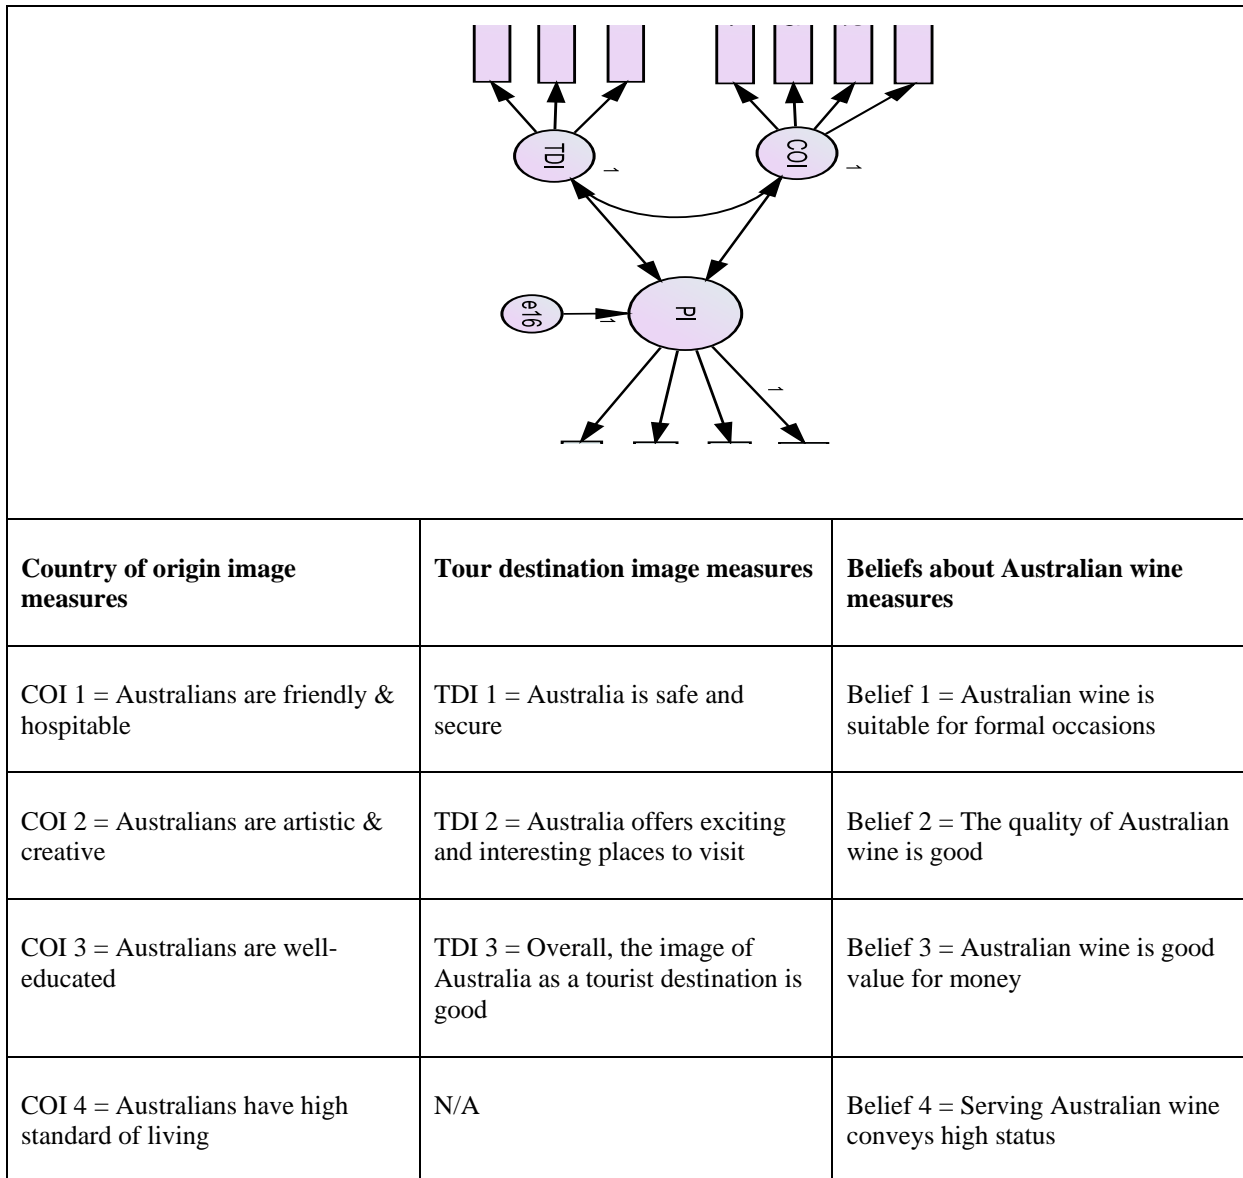 TDI
COI
1
1
PI
e16
1
1
Country of origin image
measures
Tour destination image measures
Beliefs about Australian wine
measures
COI 1 = Australians are friendly &
hospitable
TDI 1 = Australia is safe and
secure
Belief 1 = Australian wine is
suitable for formal occasions
COI 2 = Australians are artistic &
creative
TDI 2 = Australia offers exciting
and interesting places to visit
Belief 2 = The quality of Australian
wine is good
COI 3 = Australians are well-
educated
TDI 3 = Overall, the image of
Australia as a tourist destination is
good
Belief 3 = Australian wine is good
value for money
COI 4 = Australians have high
standard of living
N/A
Belief 4 = Serving Australian wine
conveys high status